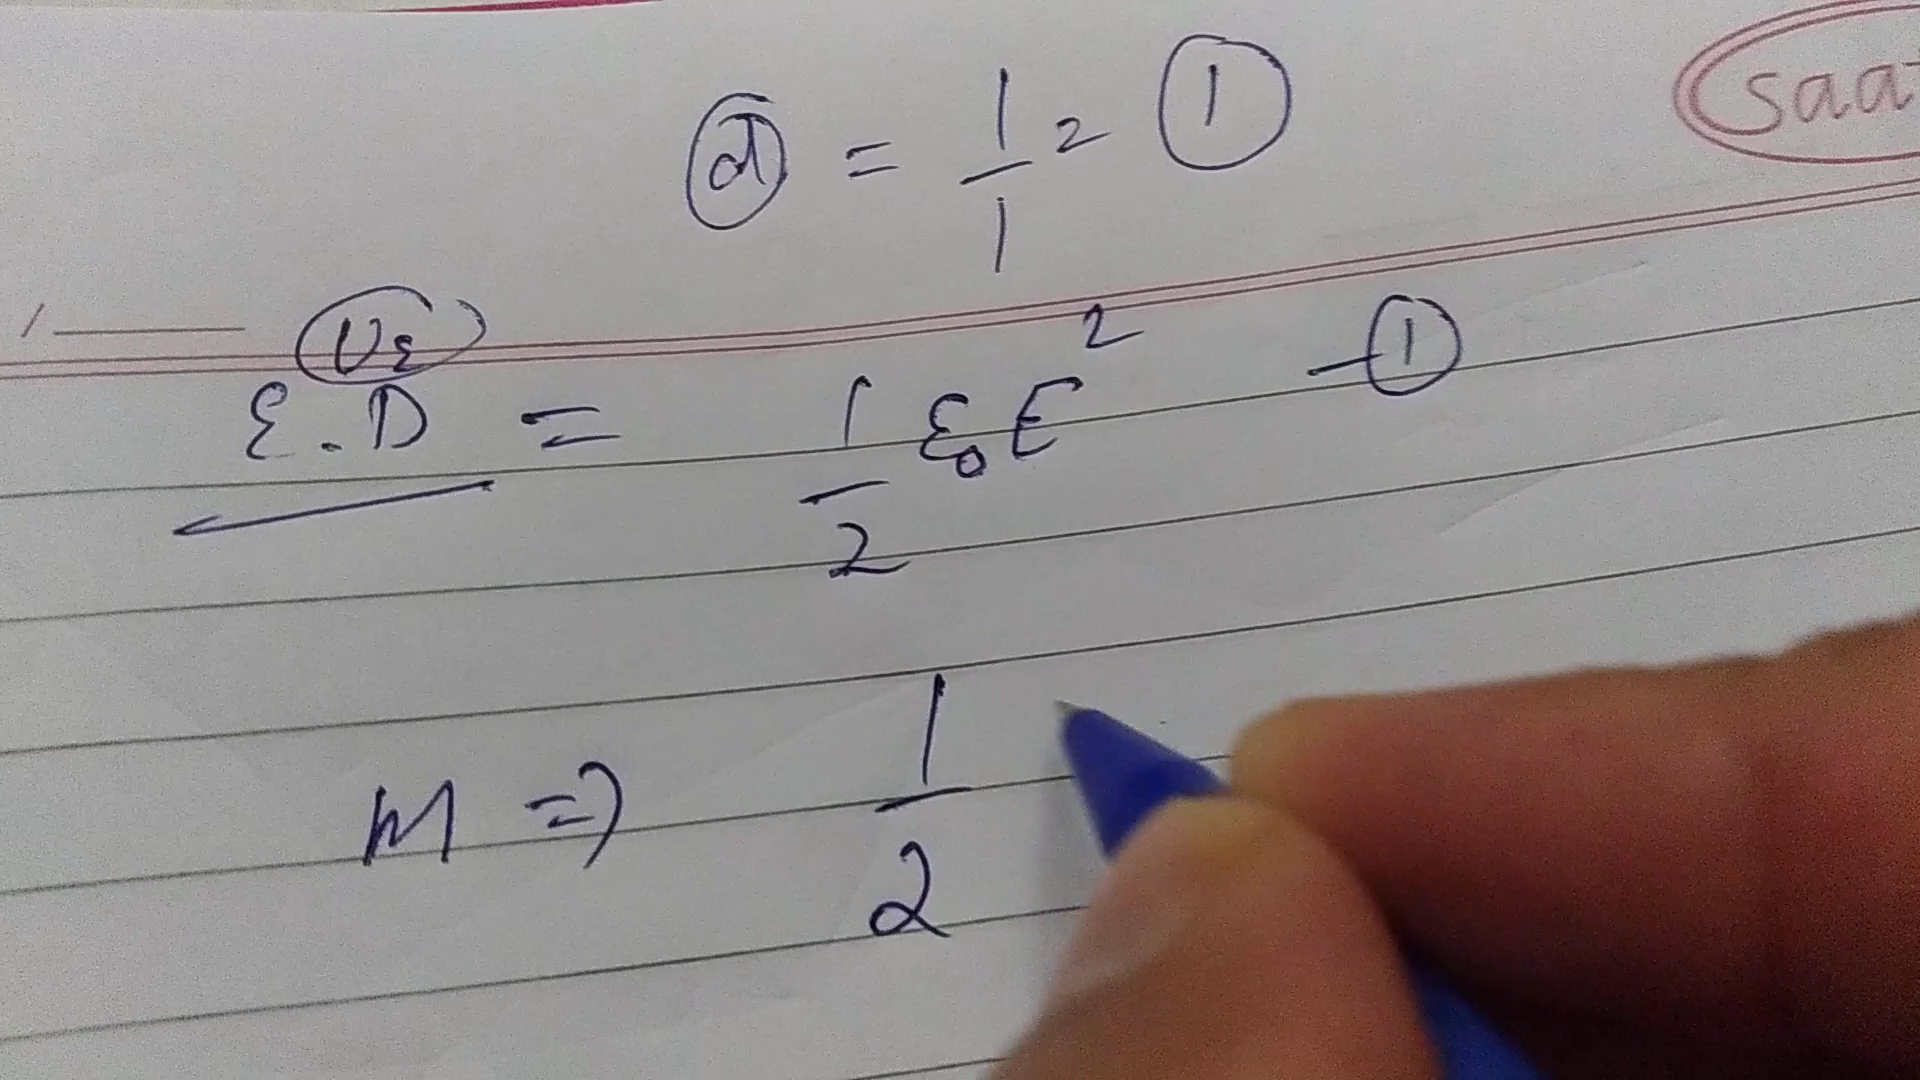 d = 1/1 = 1
saa
Uε
ε.D = 1/2 ε₀E² - 1
M => 1/2